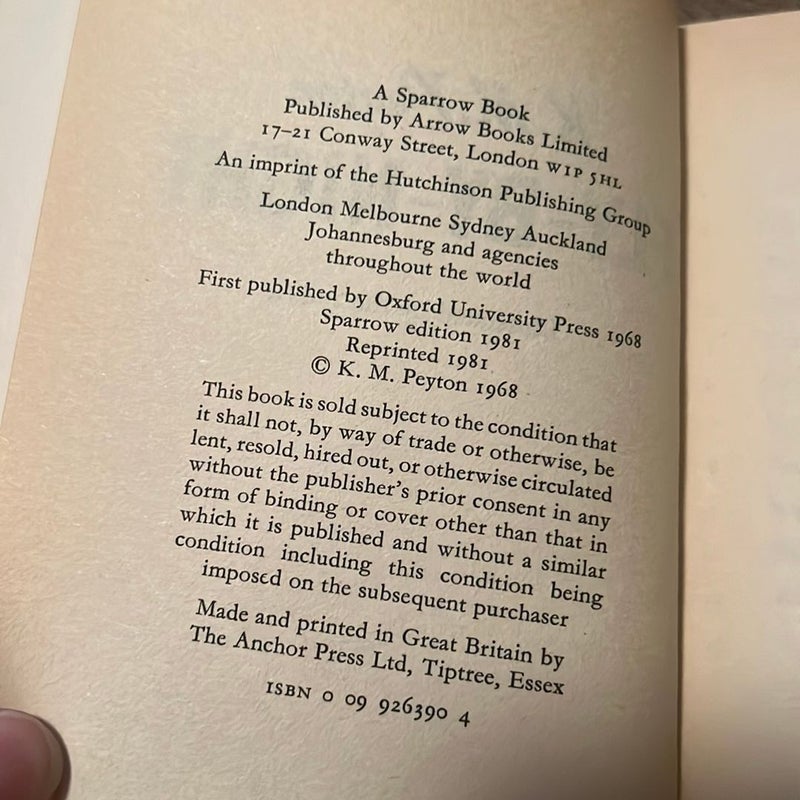 A Sparrow Book
Published by Arrow Books Limited
17–21 Conway Street, London W1P 5HL
An imprint of the Hutchinson Publishing Group
London Melbourne Sydney Auckland
Johannesburg and agencies
throughout the world
First published by Oxford University Press 1968
Sparrow edition 1981
Reprinted 1981
© K. M. Peyton 1968
This book is sold subject to the condition that
it shall not, by way of trade or otherwise, be
lent, resold, hired out, or otherwise circulated
without the publisher's prior consent in any
form of binding or cover other than that in
which it is published and without a similar
condition including this condition being
imposed on the subsequent purchaser
Made and printed in Great Britain by
The Anchor Press Ltd, Tiptree, Essex
ISBN 0 09 926390 4